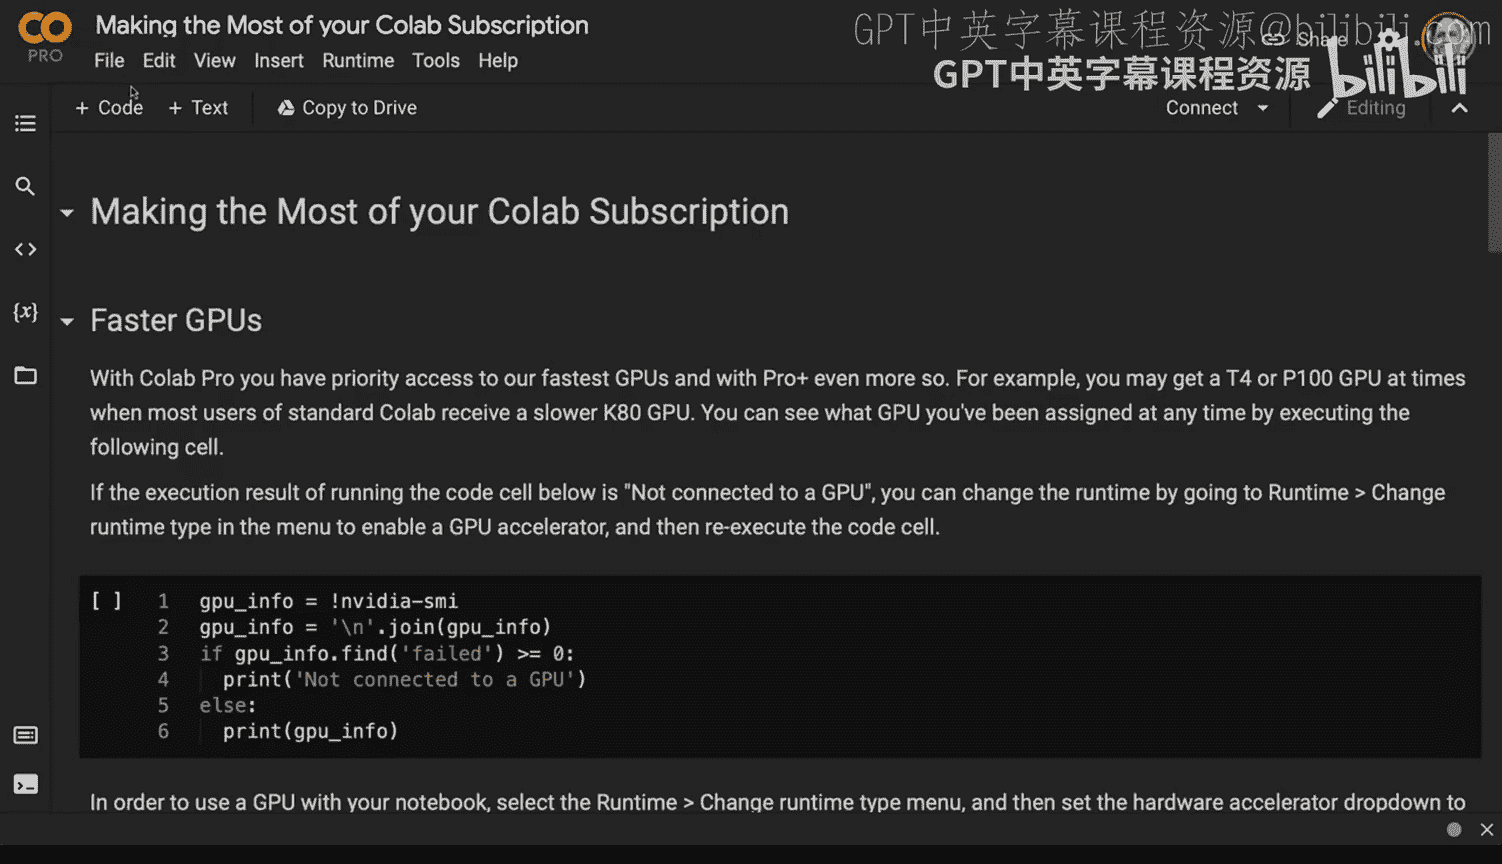 CO
PRO
Making the Most of your Colab Subscription
GPT中英字幕课程资源@bilibili.com
Share
File Edit View Insert Runtime Tools Help
GPT中英字幕课程资源 bilibili
+ Code + Text Copy to Drive
Connect
Editing
Making the Most of your Colab Subscription
{x}
Faster GPUs
With Colab Pro you have priority access to our fastest GPUs and with Pro+ even more so. For example, you may get a T4 or P100 GPU at times
when most users of standard Colab receive a slower K80 GPU. You can see what GPU you've been assigned at any time by executing the
following cell.
If the execution result of running the code cell below is "Not connected to a GPU", you can change the runtime by going to Runtime > Change
runtime type in the menu to enable a GPU accelerator, and then re-execute the code cell.
[ ] 1 gpu_info = !nvidia-smi
2 gpu_info = '\n'.join(gpu_info)
3 if gpu_info.find('failed') >= 0:
4 print('Not connected to a GPU')
5 else:
6 print(gpu_info)
In order to use a GPU with your notebook, select the Runtime > Change runtime type menu, and then set the hardware accelerator dropdown to